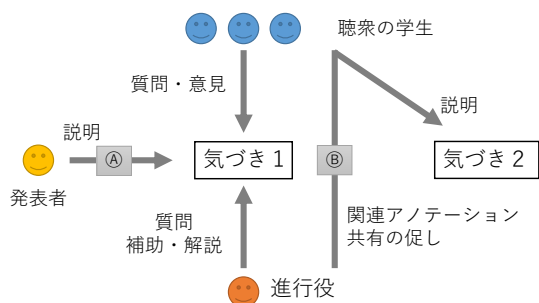 聴衆の学生
質問・意見
説明
説明
Ⓐ
気づき１
Ⓑ
気づき２
発表者
質問
補助・解説
関連アノテーション
共有の促し
進行役